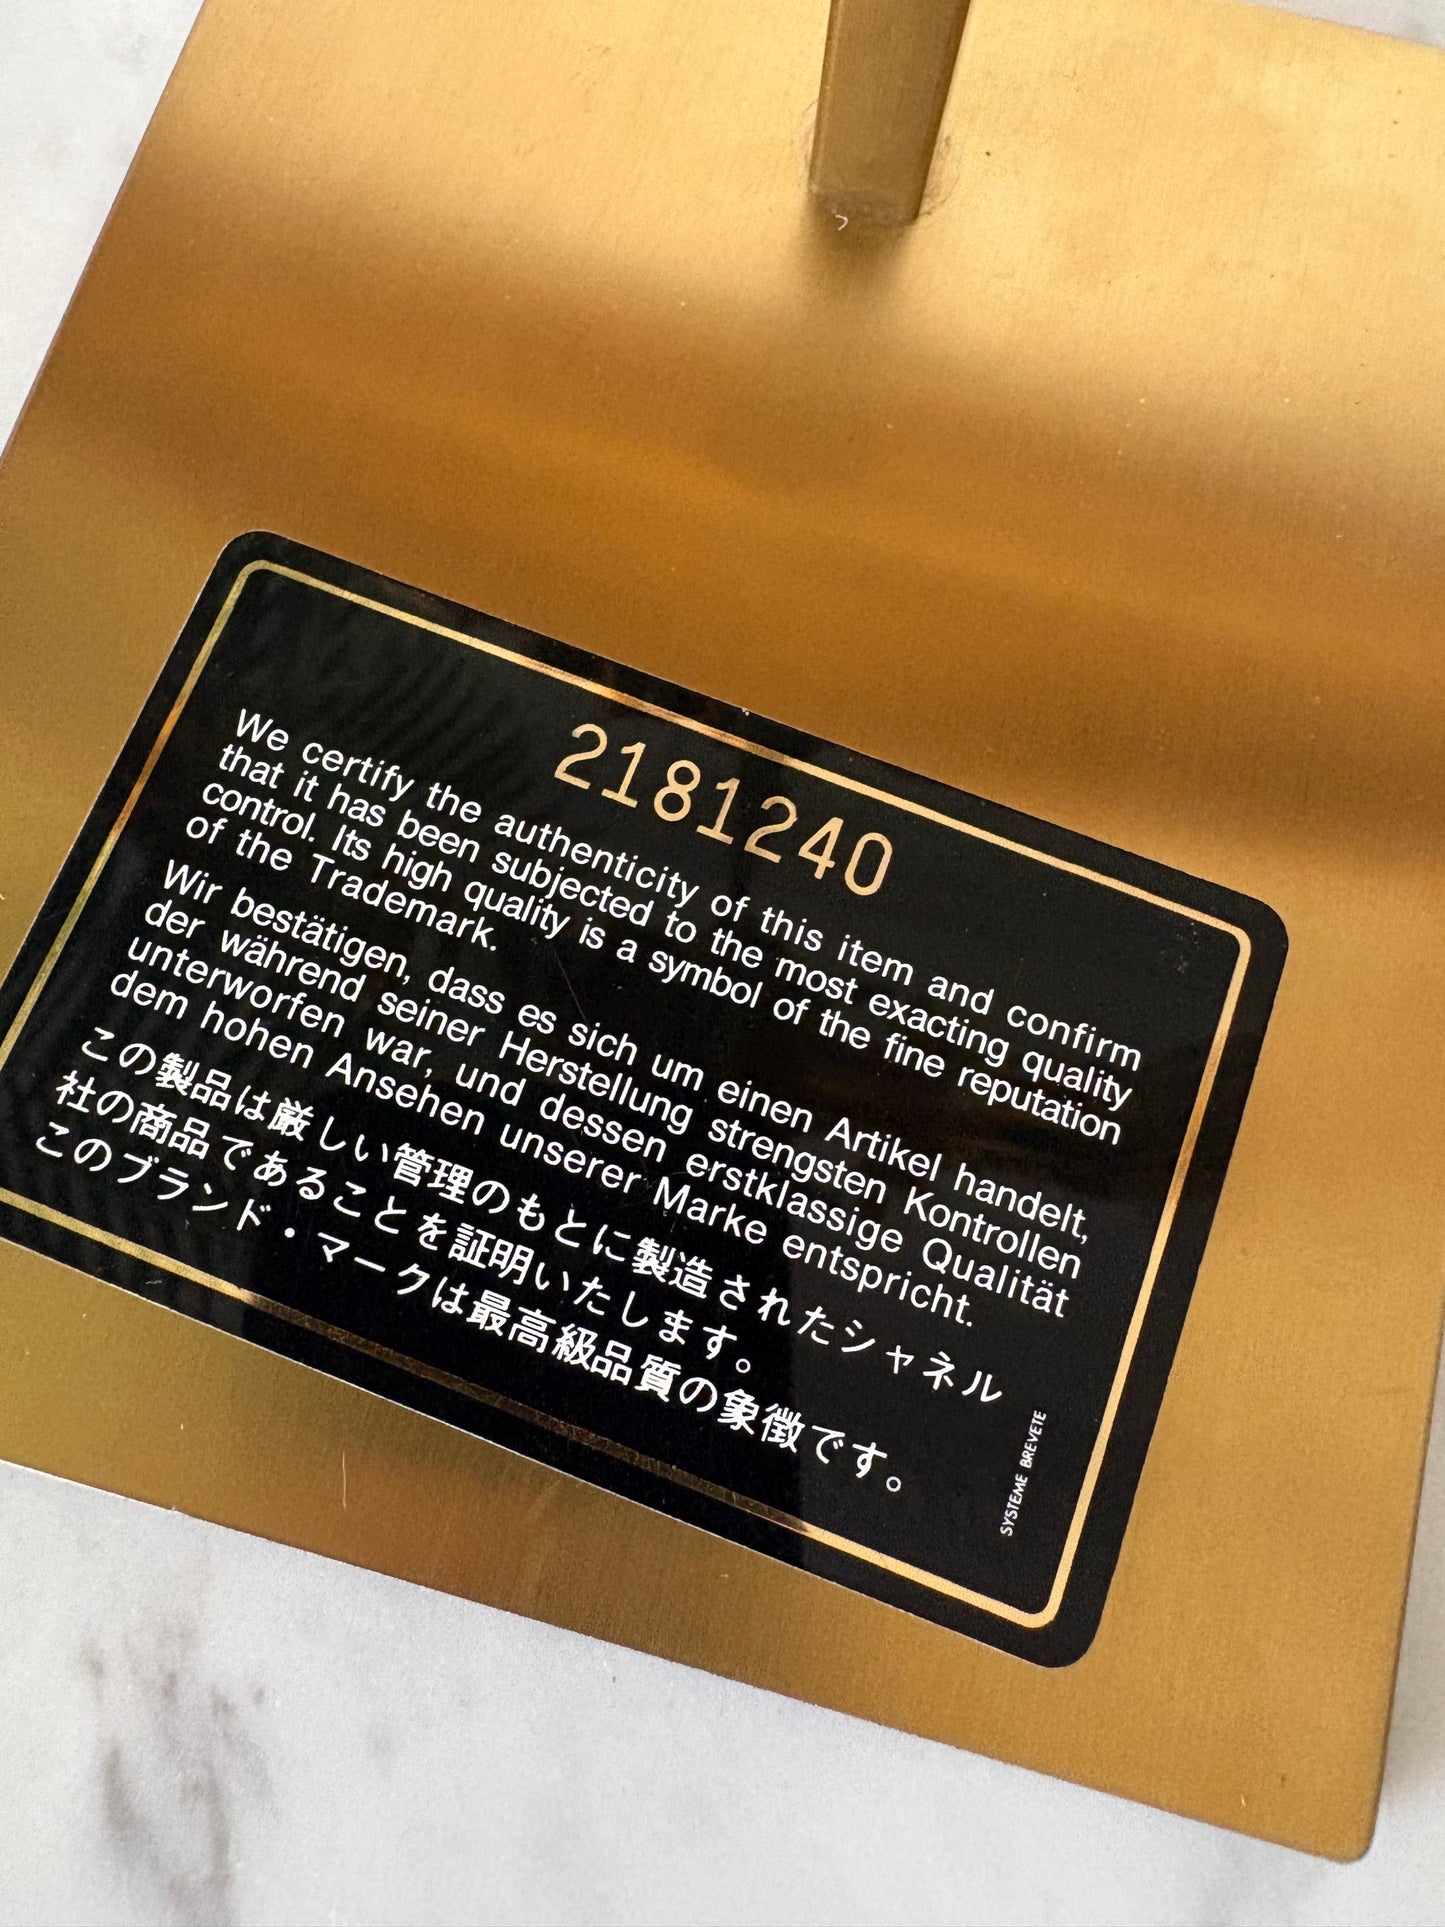 2181240
We certify the authenticity of this item and confirm
that it has been subjected to the most exacting quality
control. Its high quality is a symbol of the fine reputation
of the Trademark.
Wir bestätigen, dass es sich um einen Artikel handelt,
der während seiner Herstellung strengsten Kontrollen
unterworfen war, und dessen erstklassige Qualität
dem hohen Ansehen unserer Marke entspricht.
この製品は厳しい管理のもとに製造されたシャネル
社の商品であることを証明いたします。
このブランド・マークは最高級品質の象徴です。
SYSTEME BREVETE